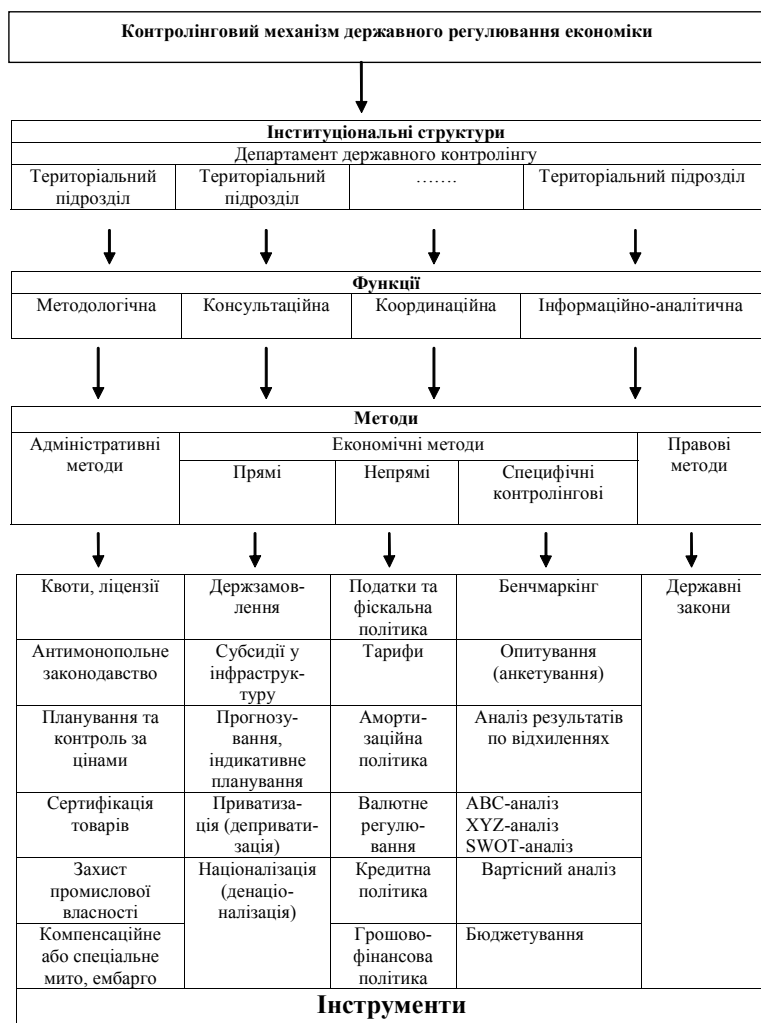 Контролінговий механізм державного регулювання економіки
Інституціональні структури
Департамент державного контролінгу
Територіальний
підрозділ
Територіальний
підрозділ
…….
Територіальний підрозділ
Функції
Методологічна
Консультаційна
Координаційна
Інформаційно-аналітична
Методи
Адміністративні
методи
Економічні методи
Прямі
Непрямі
Специфічні
контролінгові
Правові
методи
Квоти, ліцензії
Держзамов-
лення
Податки та
фіскальна
політика
Бенчмаркінг
Державні
закони
Антимонопольне
законодавство
Субсидії у
інфраструк-
туру
Тарифи
Опитування
(анкетування)
Планування та
контроль за
цінами
Прогнозу-
вання,
індикативне
планування
Аморти-
заційна
політика
Аналіз результатів
по відхиленнях
Сертифікація
товарів
Приватиза-
ція (депривати-
зація)
Валютне
регулю-
вання
АВС-аналіз
XYZ-аналіз
SWOT-аналіз
Захист
промислової
власності
Націоналізація
(денаціо-
налізація)
Кредитна
політика
Вартісний аналіз
Компенсаційне
або спеціальне
мито, ембарго
Грошово-
фінансова
політика
Бюджетування
Інструменти